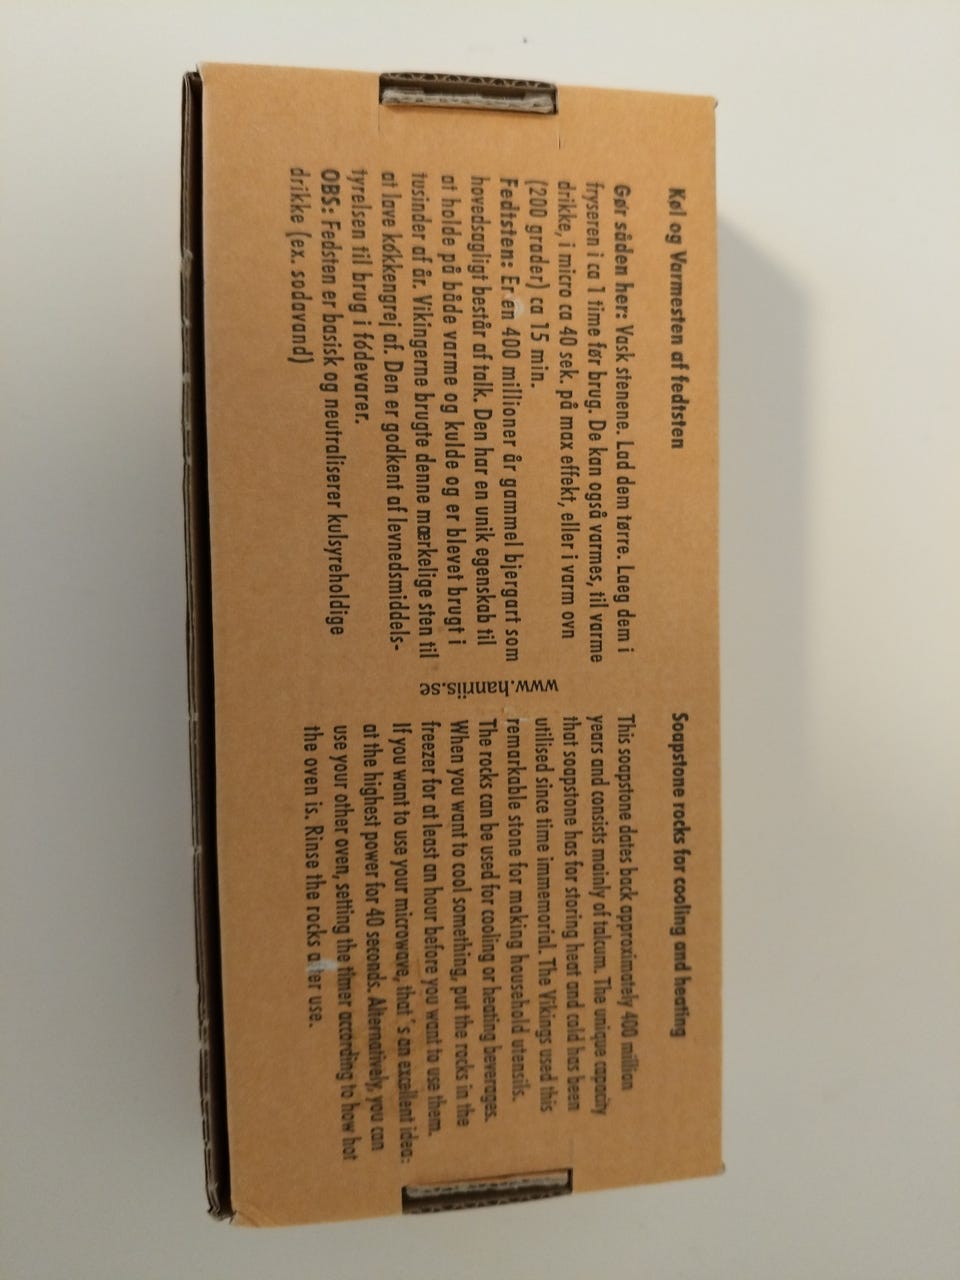 Køl og Varmesten af fedtsten
Gør såden her: Vask stenene. Lad dem tørre. Laeg dem i
fryseren i ca 1 time før brug. De kan også varmes, til varme
drikke, i micro ca 40 sek. på max effekt, eller i varm ovn
(200 grader) ca 15 min.
Fedtsten: Er en 400 millioner år gammel bjergart som
hovedsagligt består af talk. Den har en unik egenskab til
at holde på både varme og kulde og er blevet brugt i
tusinder af år. Vikingerne brugte denne mærkelige sten til
at lave kókkengrej af. Den er godkent af levnedsmiddels-
tyrelsen til brug i fódevarer.
OBS: Fedsten er basisk og neutraliserer kulsyreholdige
drikke (ex. sodavand)
www.hanriis.se
Soapstone rocks for cooling and heating
This soapstone dates back approximately 400 million
years and consists mainly of talcum. The unique capacity
that soapstone has for storing heat and cold has been
utilised since time immemorial. The Vikings used this
remarkable stone for making household utensils.
The rocks can be used for cooling or heating beverages.
When you want to cool something, put the rocks in the
freezer for at least an hour before you want to use them.
If you want to use your microwave, that´s an excellent idea:
at the highest power for 40 seconds. Alternatively, you can
use your other oven, setting the timer according to how hot
the oven is. Rinse the rocks after use.